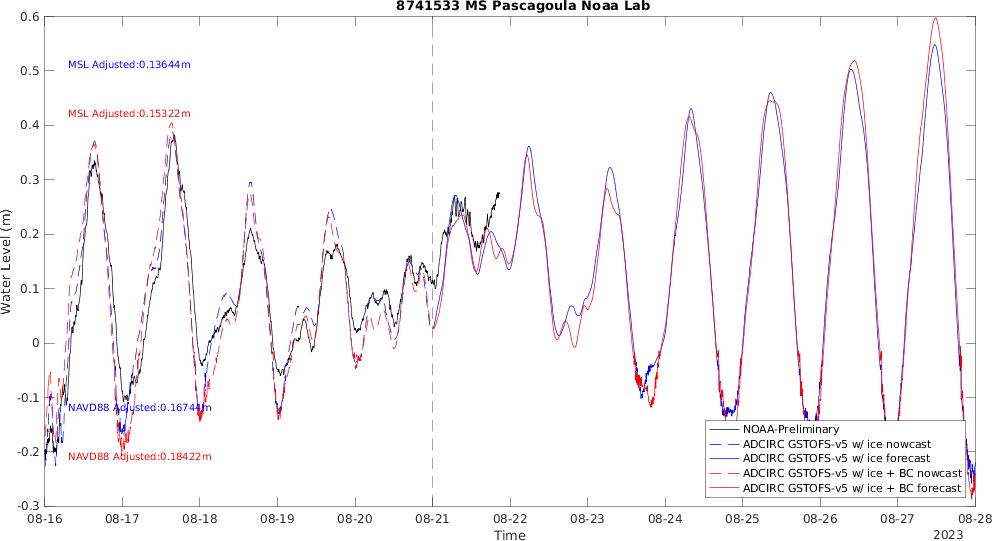 8741533 MS Pascagoula Noaa Lab
Water Level (m)
0.6
0.5
0.4
0.3
0.2
0.1
0
-0.1
-0.2
-0.3
MSL Adjusted:0.13644m
MSL Adjusted:0.15322m
NAVD88 Adjusted:0.16744m
NAVD88 Adjusted:0.18422m
NOAA-Preliminary
ADCIRC GSTOFS-v5 w/ ice nowcast
ADCIRC GSTOFS-v5 w/ ice forecast
ADCIRC GSTOFS-v5 w/ ice + BC nowcast
ADCIRC GSTOFS-v5 w/ ice + BC forecast
08-16 08-17 08-18 08-19 08-20 08-21 08-22 08-23 08-24 08-25 08-26 08-27 08-28
Time
2023